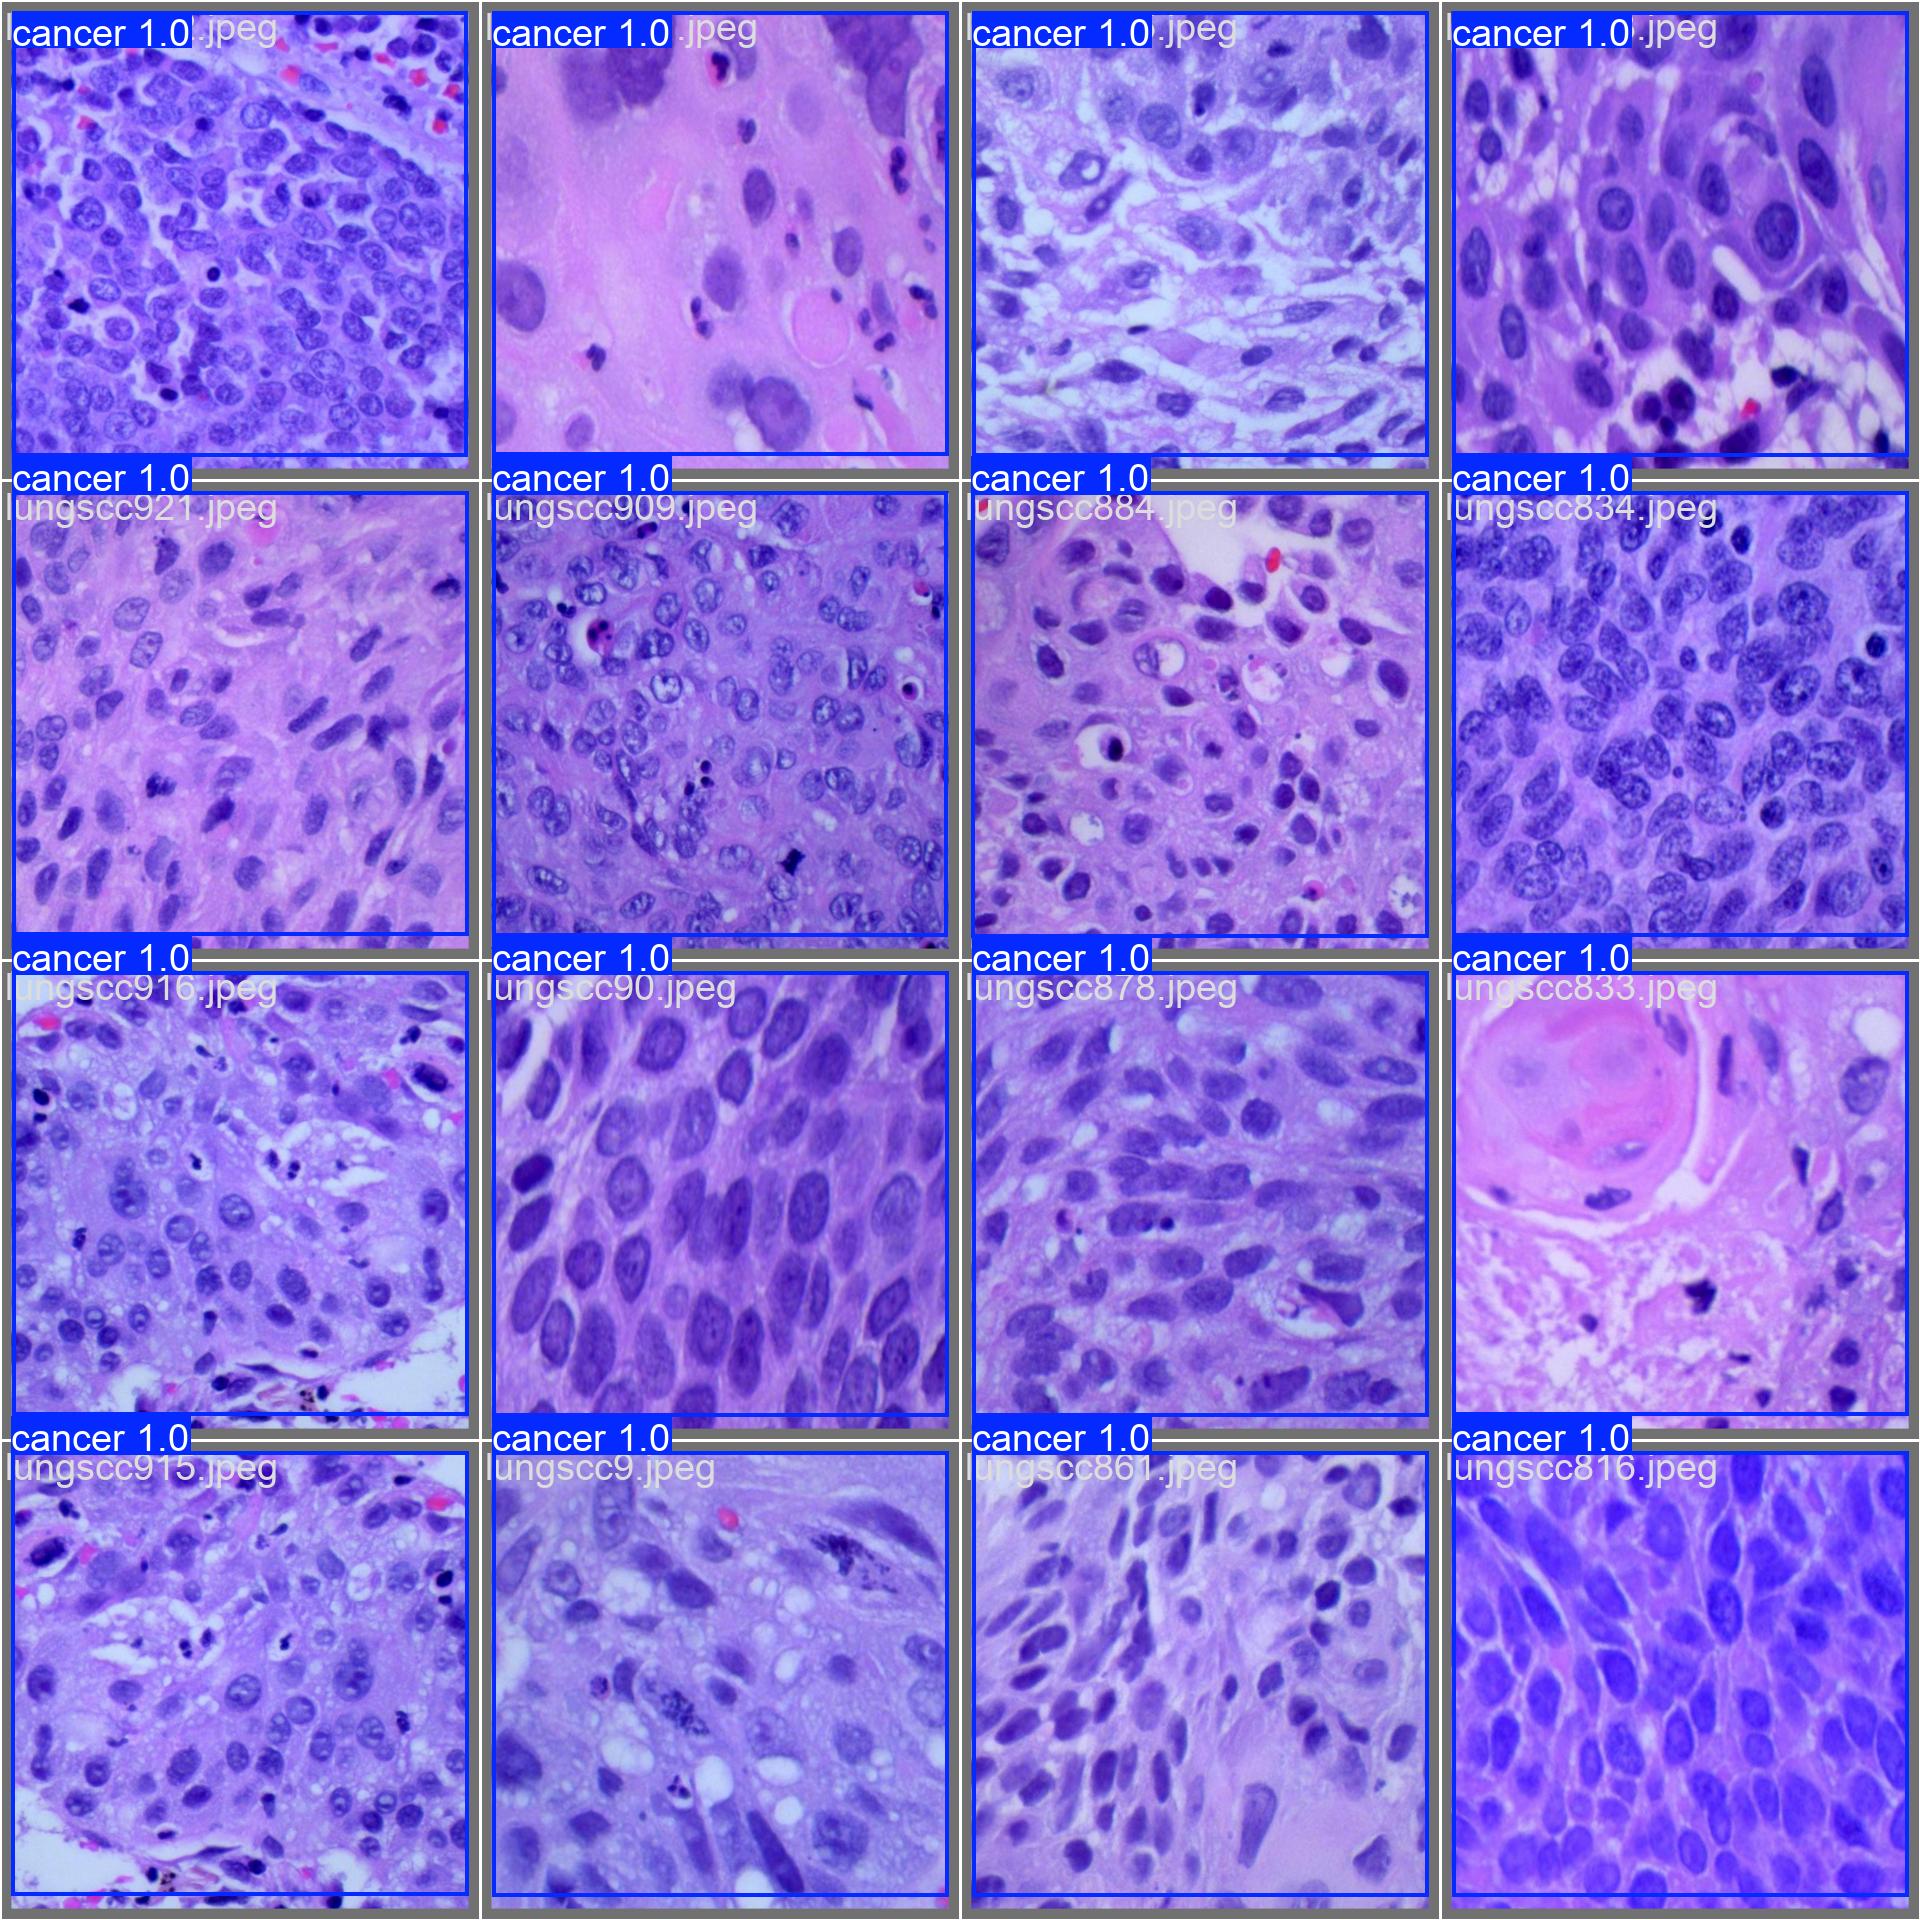 cancer 1.0 .jpeg
cancer 1.0 .jpeg
cancer 1.0 .jpeg
cancer 1.0 .jpeg
cancer 1.0
lungscc921.jpeg
cancer 1.0
lungscc909.jpeg
cancer 1.0
lungscc884.jpeg
cancer 1.0
lungscc834.jpeg
cancer 1.0
lungscc916.jpeg
cancer 1.0
lungscc90.jpeg
cancer 1.0
lungscc878.jpeg
cancer 1.0
lungscc833.jpeg
cancer 1.0
lungscc915.jpeg
cancer 1.0
lungscc9.jpeg
cancer 1.0
lungscc861.jpeg
cancer 1.0
lungscc816.jpeg